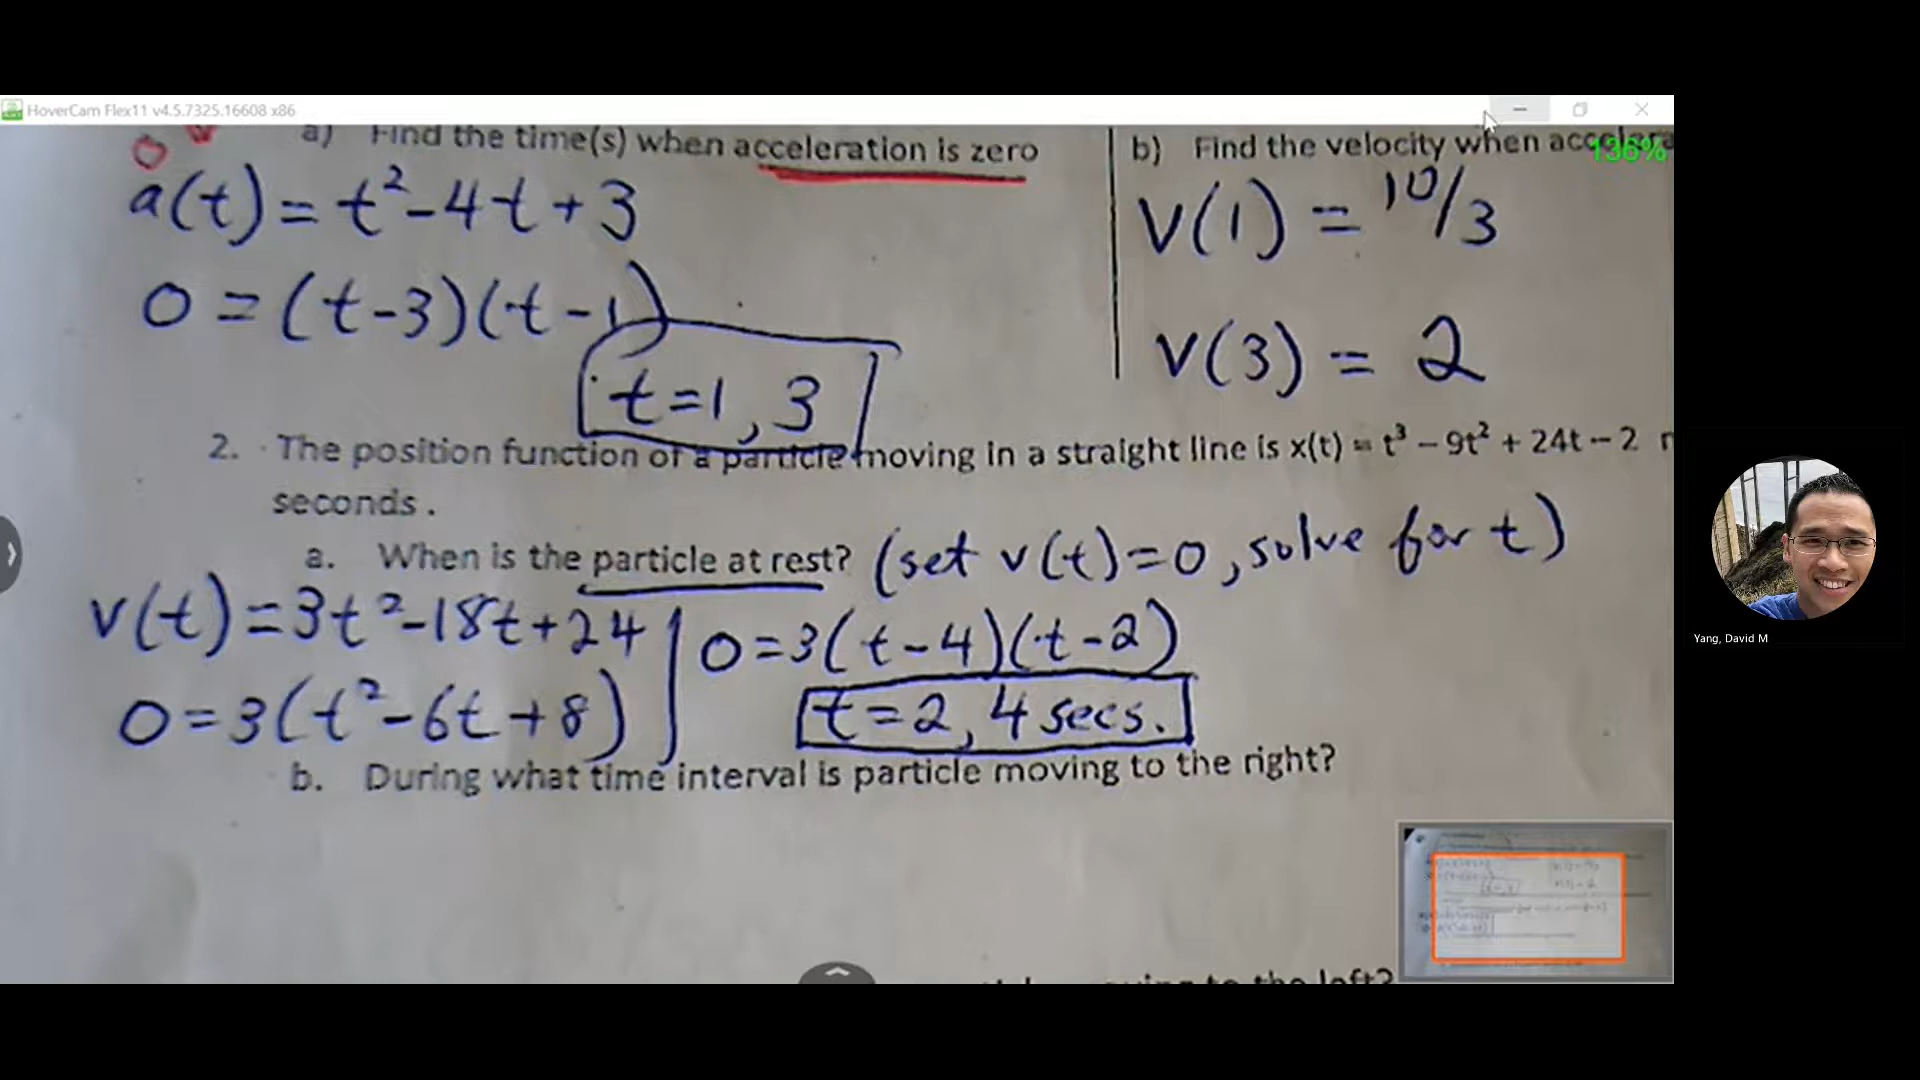 HoverCam Flex11 v4.5.7325.16608 x86
a) Find the time(s) when acceleration is zero
a(t) = t² - 4t + 3
0 = (t-3)(t-1)
t=1, 3
b) Find the velocity when
136%
v(1) = 10/3
v(3) = 2
2. The position function of a particle moving in a straight line is x(t) = t³ – 9t² + 24t – 2
seconds.
a. When is the particle at rest? (set v(t)=0, solve for t)
v(t) = 3t² - 18t + 24
0 = 3(t² - 6t + 8)
0 = 3(t-4)(t-2)
t = 2, 4 secs.
b. During what time interval is particle moving to the right?
to the left?
Yang, David M